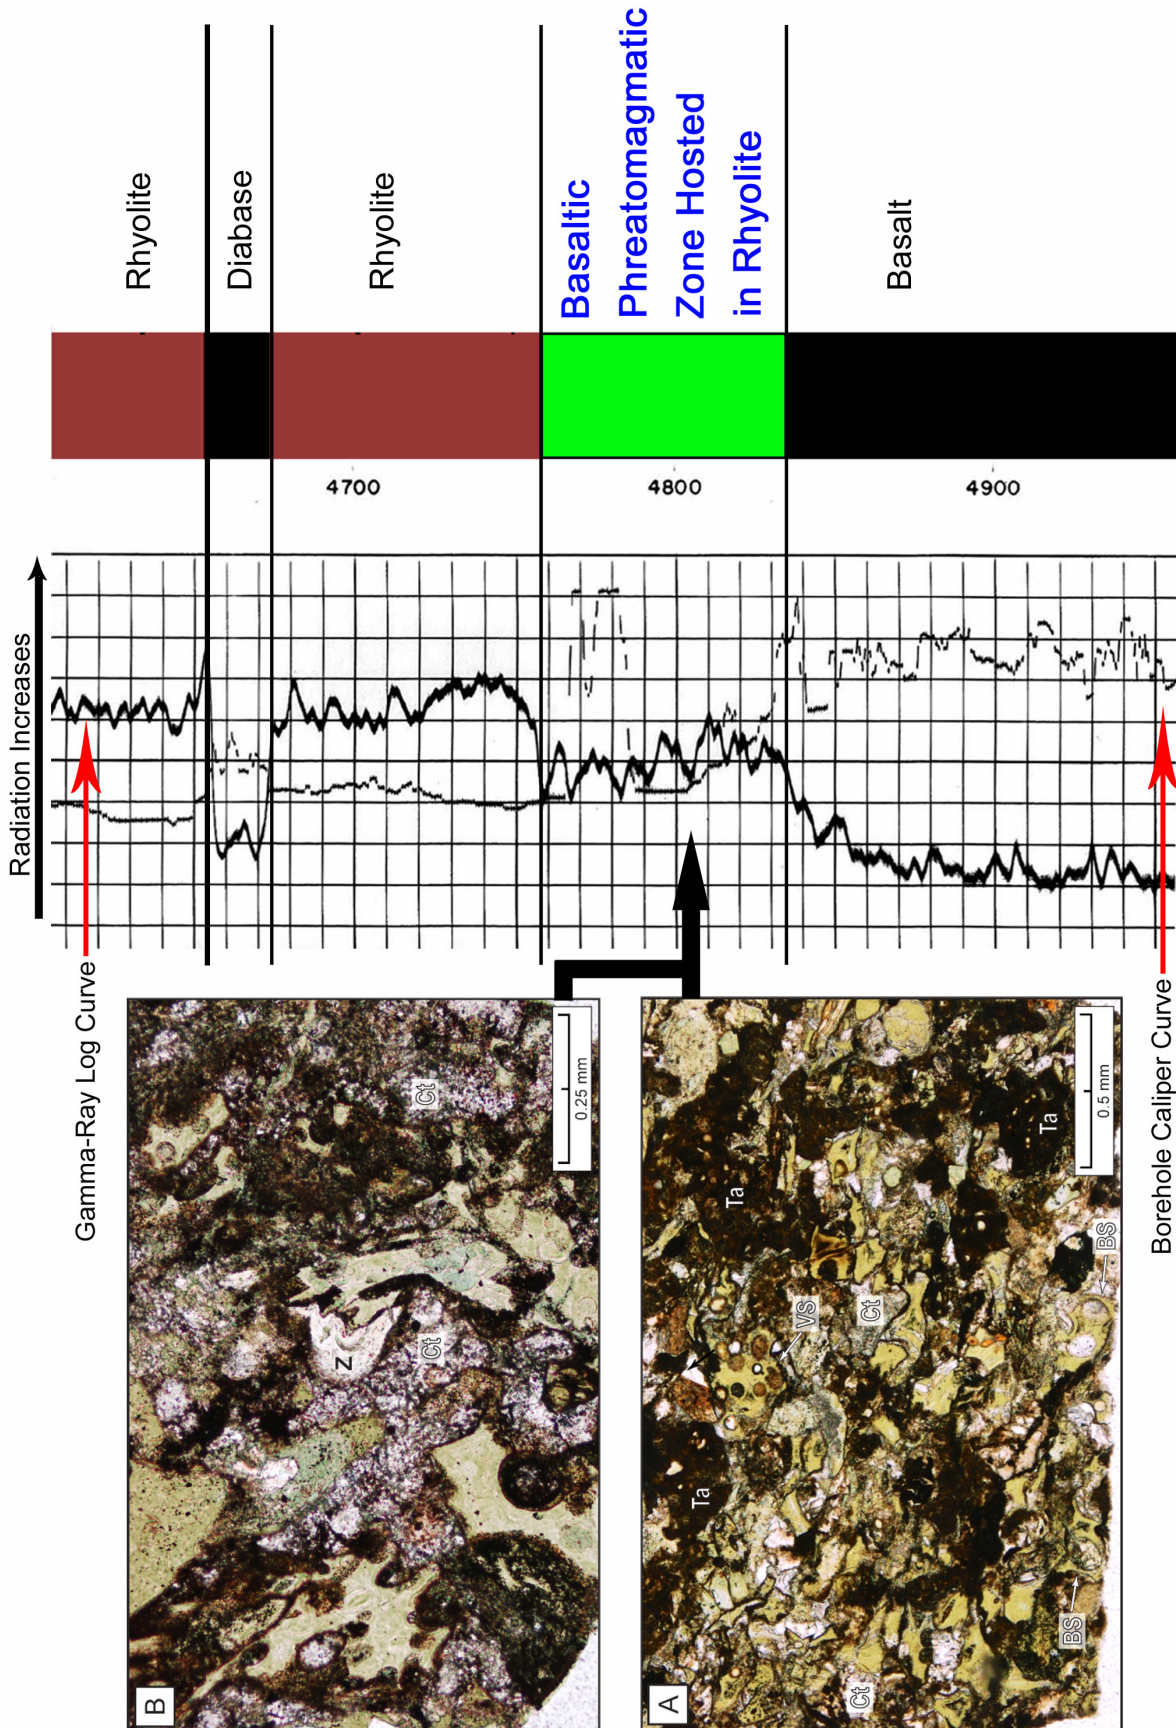 Rhyolite
Diabase
Rhyolite
Basaltic
Phreatomagmatic
Zone Hosted
in Rhyolite
Basalt
4700
4800
4900
Radiation Increases
Gamma-Ray Log Curve
Borehole Caliper Curve
B
Z
Ct
Ct
0.25 mm
A
Ta
Ta
Ta
VS
Ct
Ct
BS
BS
0.5 mm